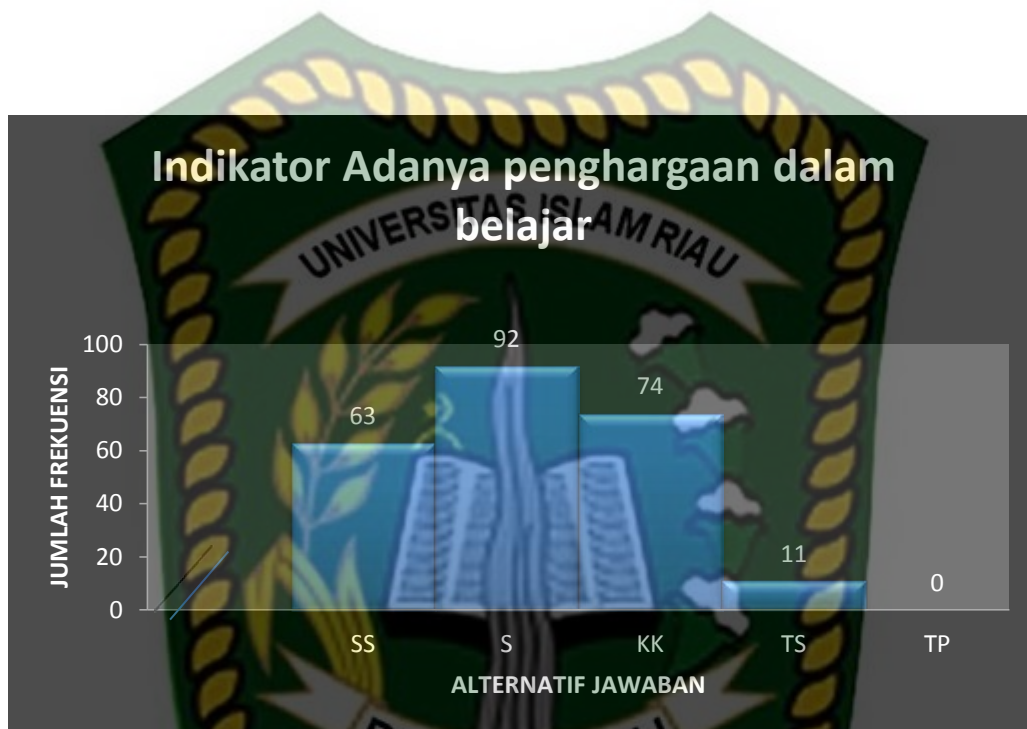 Indikator Adanya penghargaan dalam
belajar
UNIVERSITAS ISLAM RIAU
JUMLAH FREKUENSI
100
80
60
40
20
0
63
92
74
11
0
SS
S
KK
TS
TP
ALTERNATIF JAWABAN